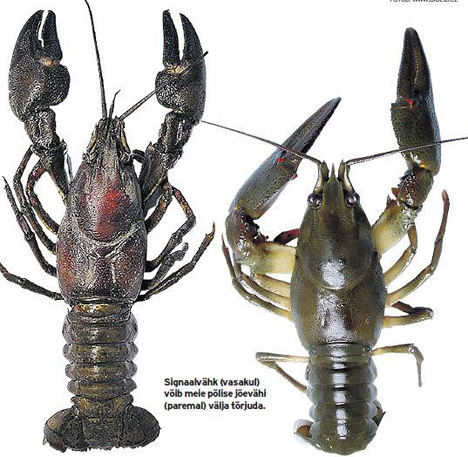 Signaalvähk (vasakul)
võib meie põlise jõevähi
(paremal) välja tõrjuda.